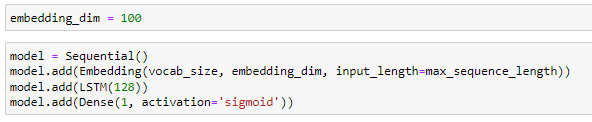 embedding_dim = 100
model = Sequential()
model.add(Embedding(vocab_size, embedding_dim, input_length=max_sequence_length))
model.add(LSTM(128))
model.add(Dense(1, activation='sigmoid'))